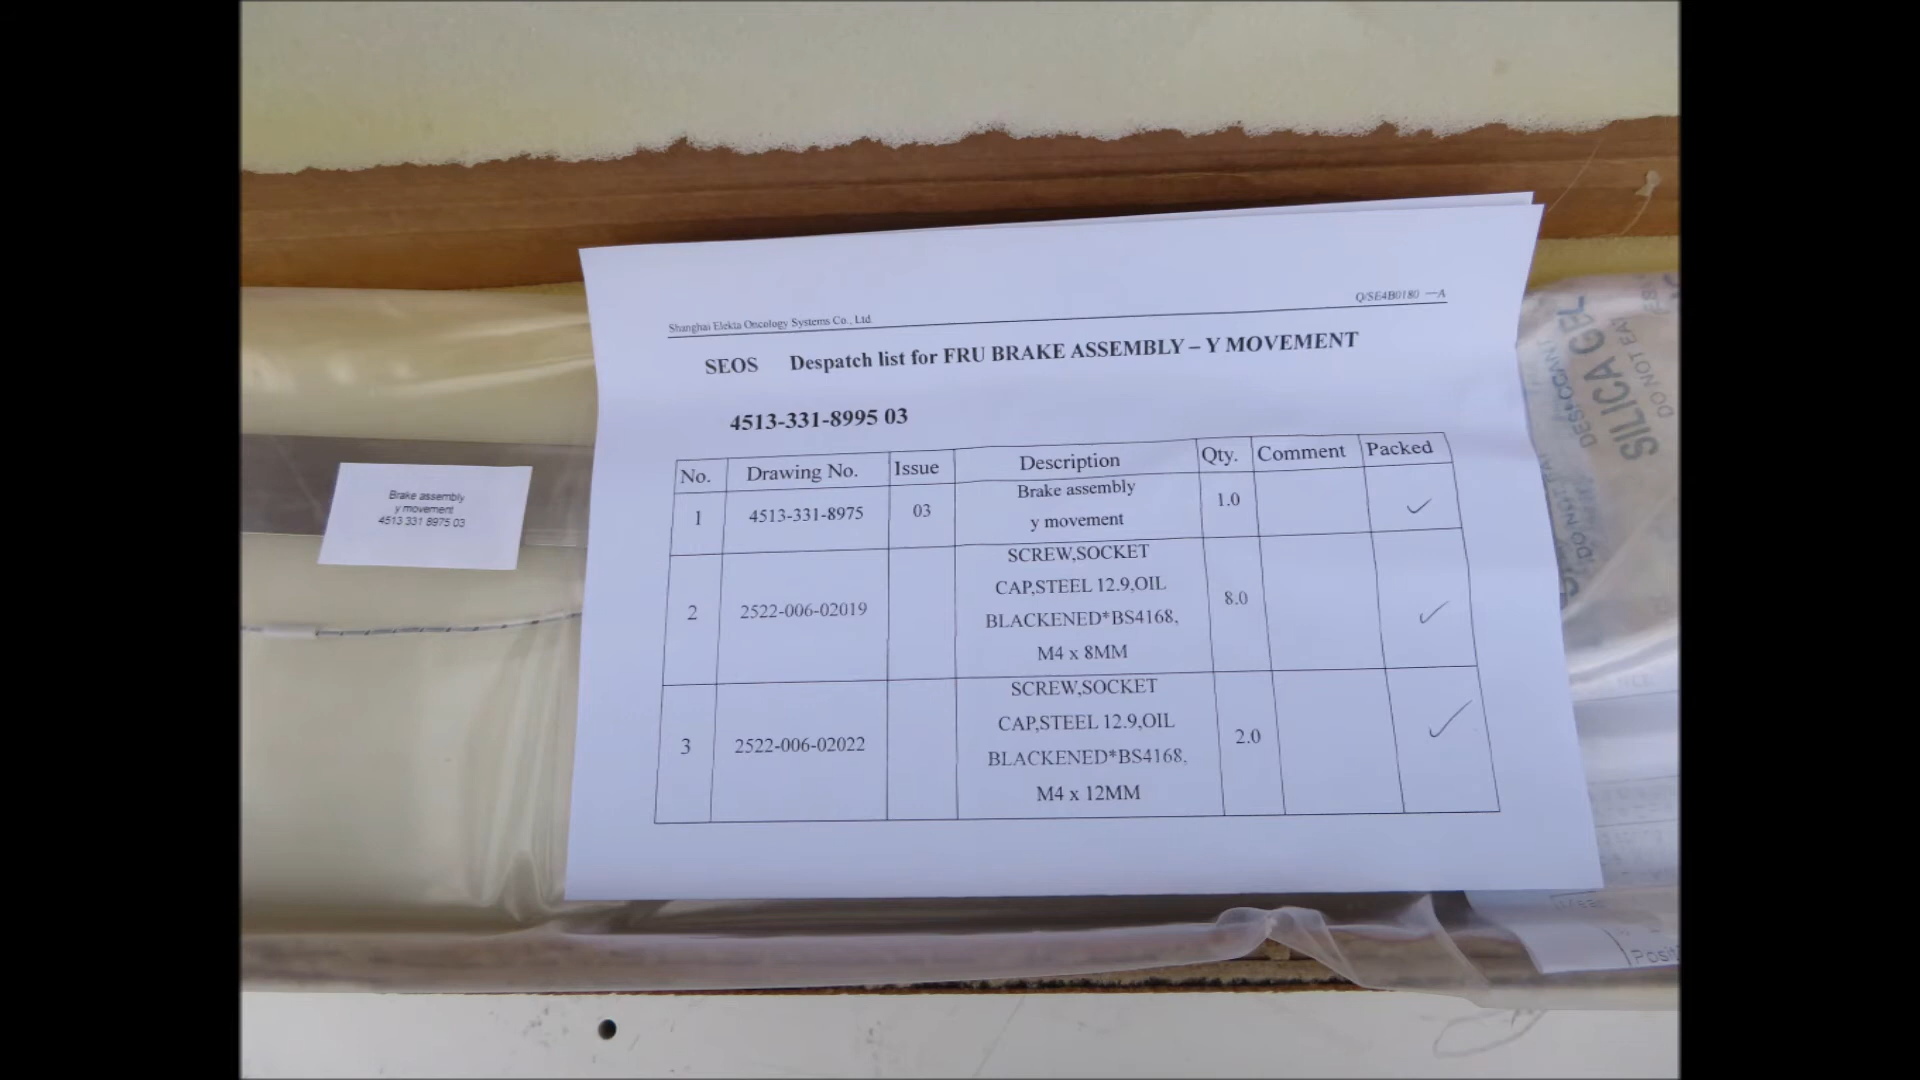 Q/SE4B0180 —A
Shanghai Elekta Oncology Systems Co., Ltd.
SEOS Despatch list for FRU BRAKE ASSEMBLY – Y MOVEMENT
4513-331-8995 03
No. Drawing No. Issue Description Qty. Comment Packed
1 4513-331-8975 03 Brake assembly 1.0 ✓
y movement
2 2522-006-02019 SCREW,SOCKET 8.0 ✓
CAP,STEEL 12.9,OIL
BLACKENED*BS4168,
M4 x 8MM
3 2522-006-02022 SCREW,SOCKET 2.0 ✓
CAP,STEEL 12.9,OIL
BLACKENED*BS4168,
M4 x 12MM
Brake assembly
y movement
4513 331 8975 03
DESICCANT
SILICA GEL
DO NOT EAT